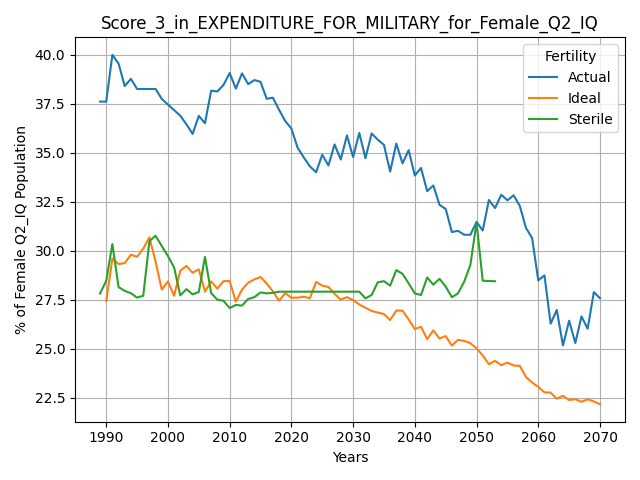 Score_3_in_EXPENDITURE_FOR_MILITARY_for_Female_Q2_IQ
% of Female Q2_IQ Population
40.0
37.5
35.0
32.5
30.0
27.5
25.0
22.5
Fertility
Actual
Ideal
Sterile
1990 2000 2010 2020 2030 2040 2050 2060 2070
Years